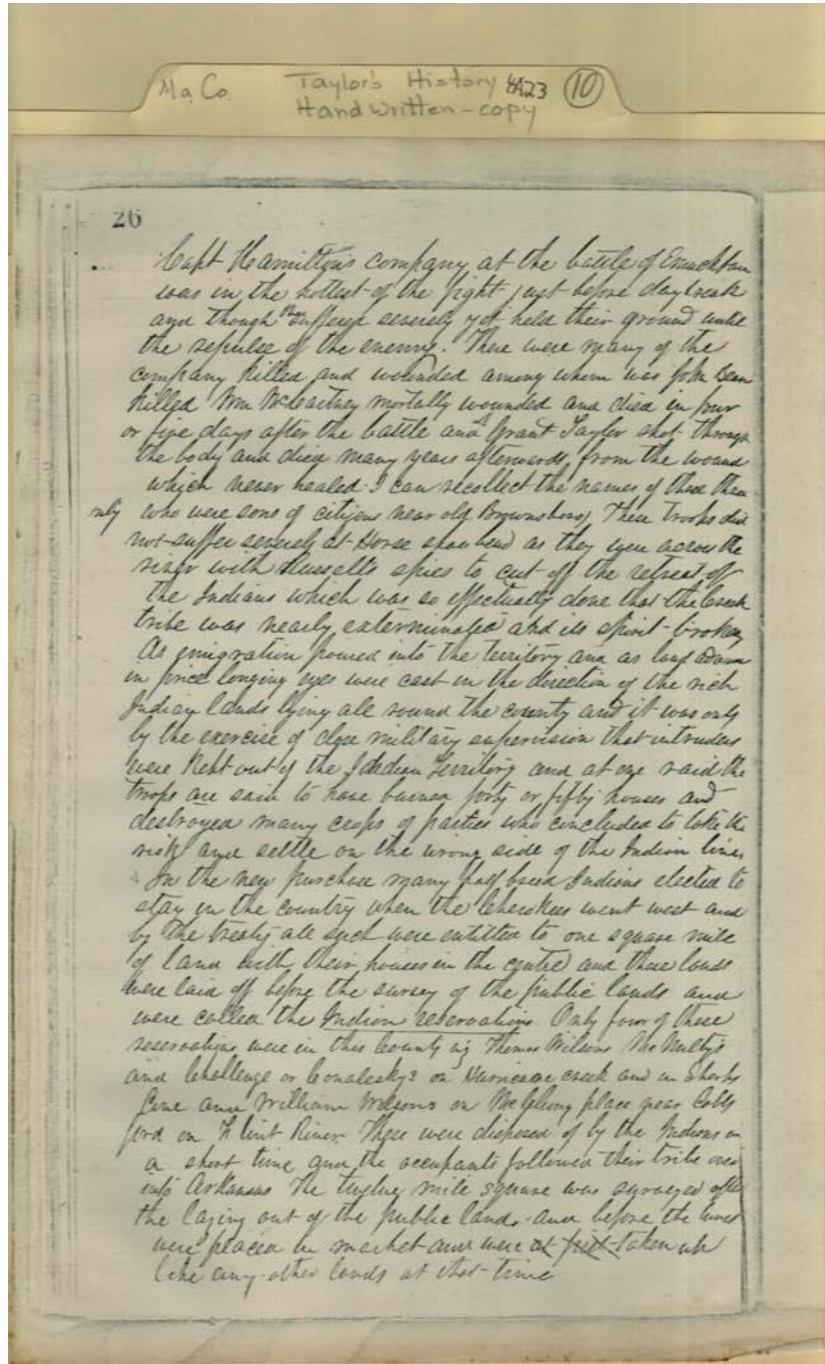 Ma. Co. Taylor's History 4A23 10
Hand written - copy
26
Capt Hamilton's company at the battle of
was in the hottest of the fight just before daybreak
and though they suffered severely yet held their ground until
the repulse of the enemy. There were many of the
company killed and wounded among whom was John Bean
killed Wm McCartney mortally wounded and died in four
or five days after the battle and Grant Taylor shot through
the body and died many years afterwards from the wound
which never healed. I can recollect the names of these three
only who were sons of citizens near old Brownsboro. These troops did
not suffer severely at Horse shoe bend as they were across the
river with Russell's spies to cut off the retreat of
the Indians which was so effectually done that the Creek
tribe was nearly exterminated and its spirit broken
As emigration poured into the territory and as land
in price longing eyes were cast in the direction of the rich
Indian lands lying all round the county and it was only
by the exercise of close military supervision that intruders
were kept out of the Indian Territory and at one raid the
troops are said to have burned forty or fifty houses and
destroyed many crops of parties who concluded to take the
risk and settle on the wrong side of the Indian line.
In the new purchase many half breed Indians elected to
stay in the country when the Cherokees went west and
by the treaty all such were entitled to one square mile
of land with their houses in the centre and these lands
were laid off before the survey of the public lands and
were called the Indian reservations. Only four of these
reservations were in this County viz Thomas Wilsons McNultys
and Challenge or on Hurricane creek and in
Cove and William Wilsons on McClung place near Cobbs
ford on Flint River. These were disposed of by the Indians in
a short time and the occupants followed their tribe over
into Arkansas The twelve mile square was surveyed after
the laying out of the public lands and before the
were placed in market and were at first taken up
like any other lands at that time